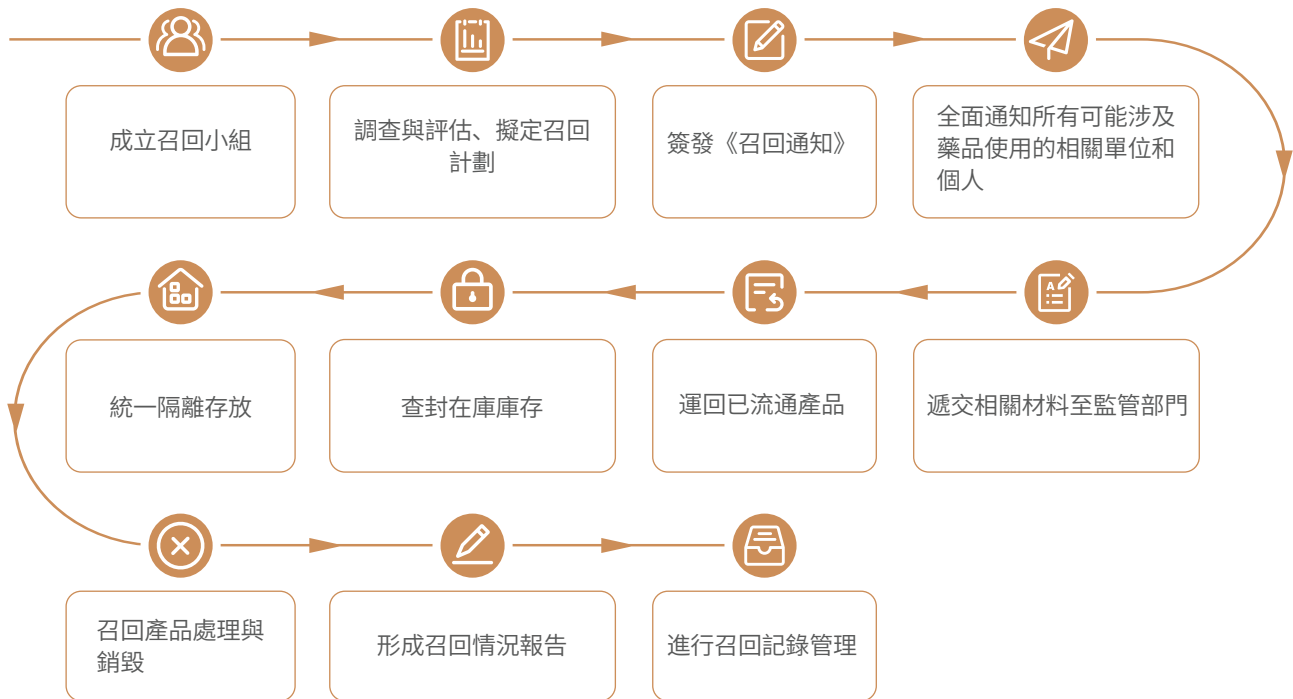 成立召回小組
調查與評估、擬定召回
計劃
簽發《召回通知》
全面通知所有可能涉及
藥品使用的相關單位和
個人
遞交相關材料至監管部門
運回已流通產品
查封在庫庫存
統一隔離存放
召回產品處理與
銷毀
形成召回情況報告
進行召回記錄管理